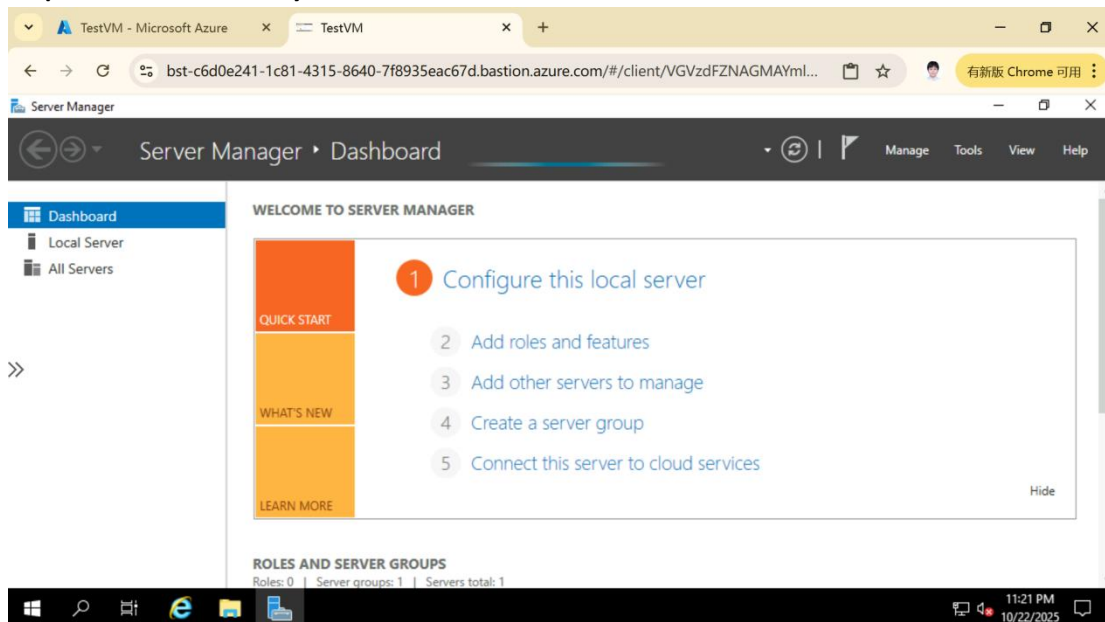 TestVM - Microsoft Azure
TestVM
bst-c6d0e241-1c81-4315-8640-7f8935eac67d.bastion.azure.com/#/client/VGVzdFZNAGMAYml...
有新版 Chrome 可用
Server Manager
Server Manager • Dashboard
Manage Tools View Help
Dashboard
Local Server
All Servers
WELCOME TO SERVER MANAGER
QUICK START
WHAT'S NEW
LEARN MORE
1 Configure this local server
2 Add roles and features
3 Add other servers to manage
4 Create a server group
5 Connect this server to cloud services
Hide
ROLES AND SERVER GROUPS
Roles: 0 | Server groups: 1 | Servers total: 1
11:21 PM
10/22/2025